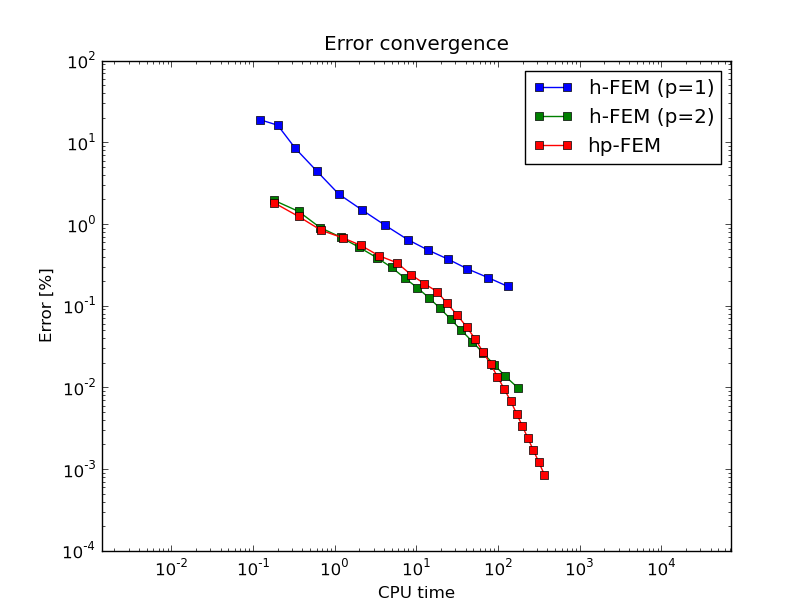 Error convergence
h-FEM (p=1)
h-FEM (p=2)
hp-FEM
Error [%]
10^2
10^1
10^0
10^-1
10^-2
10^-3
10^-4
10^-2 10^-1 10^0 10^1 10^2 10^3 10^4
CPU time